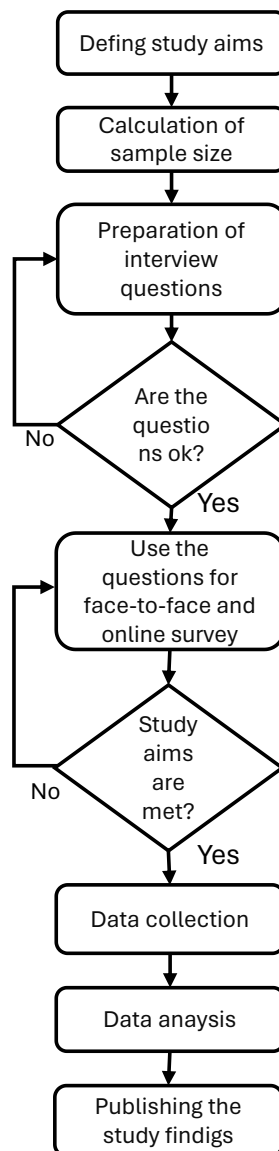 Defing study aims
Calculation of
sample size
Preparation of
interview
questions
Are the
questio
ns ok?
No
Yes
Use the
questions for
face-to-face and
online survey
Study
aims
are
met?
No
Yes
Data collection
Data anaysis
Publishing the
study findigs